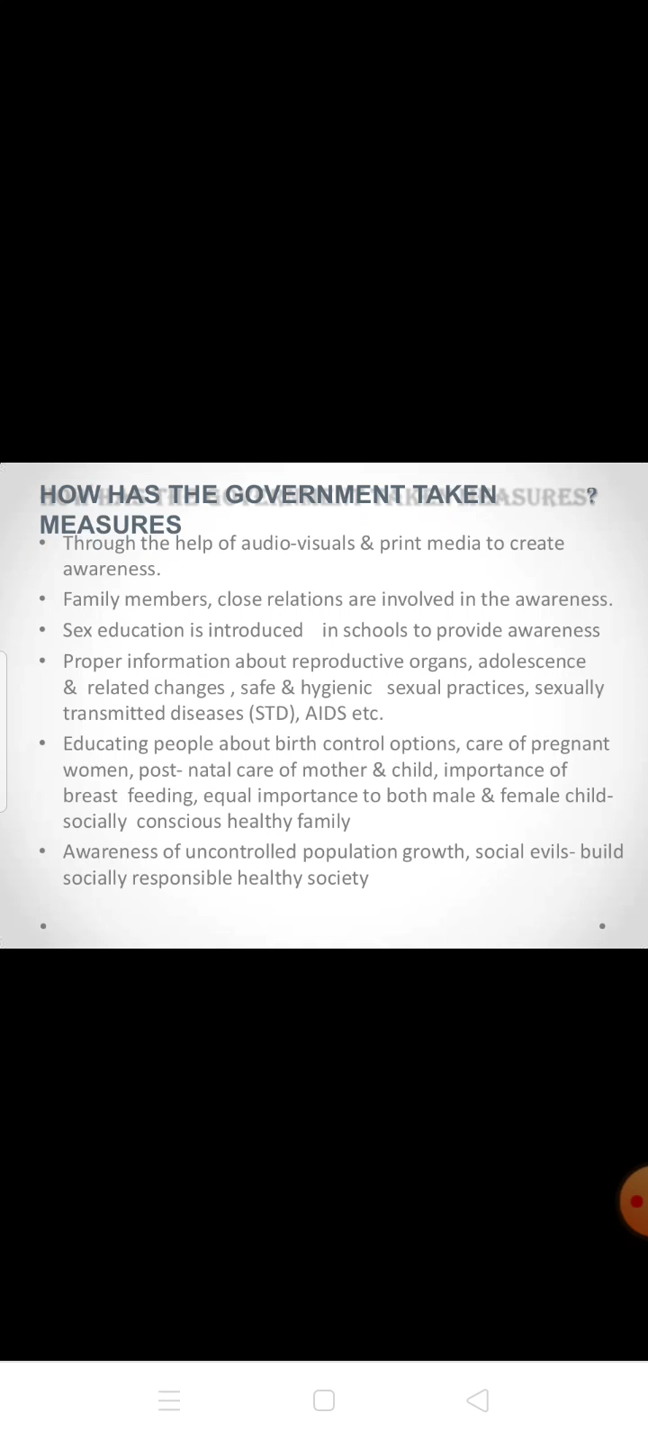 HOW HAS THE GOVERNMENT TAKEN MEASURES?
MEASURES
• Through the help of audio-visuals & print media to create
awareness.
• Family members, close relations are involved in the awareness.
• Sex education is introduced in schools to provide awareness
• Proper information about reproductive organs, adolescence
& related changes , safe & hygienic sexual practices, sexually
transmitted diseases (STD), AIDS etc.
• Educating people about birth control options, care of pregnant
women, post- natal care of mother & child, importance of
breast feeding, equal importance to both male & female child-
socially conscious healthy family
• Awareness of uncontrolled population growth, social evils- build
socially responsible healthy society